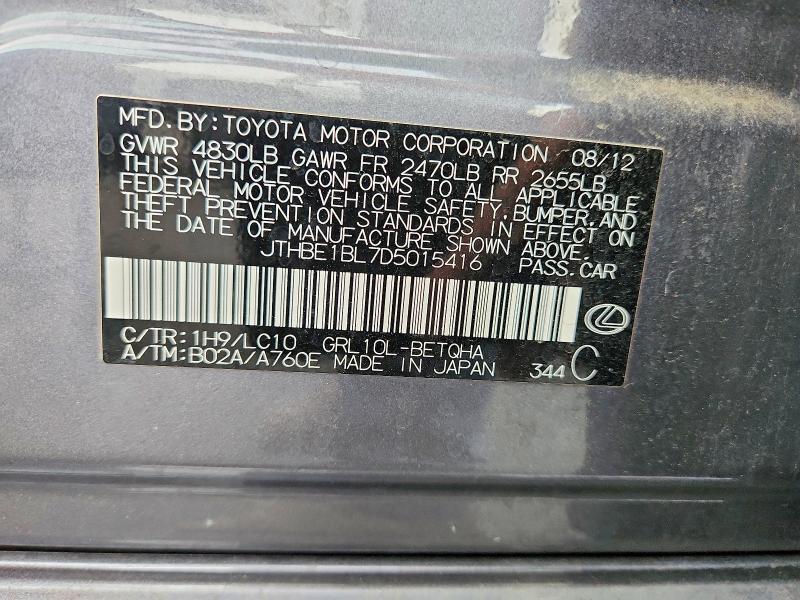 MFD.BY:TOYOTA MOTOR CORPORATION 08/12
GVWR 4830LB GAWR FR 2470LB RR 2655LB
THIS VEHICLE CONFORMS TO ALL APPLICABLE
FEDERAL MOTOR VEHICLE SAFETY,BUMPER,AND
THEFT PREVENTION STANDARDS IN EFFECT ON
THE DATE OF MANUFACTURE SHOWN ABOVE.
JTHBE1BL7D5015416 PASS.CAR
C/TR:1H9/LC10 GRL10L-BETQHA
A/TM:B02A/A760E MADE IN JAPAN 344 C